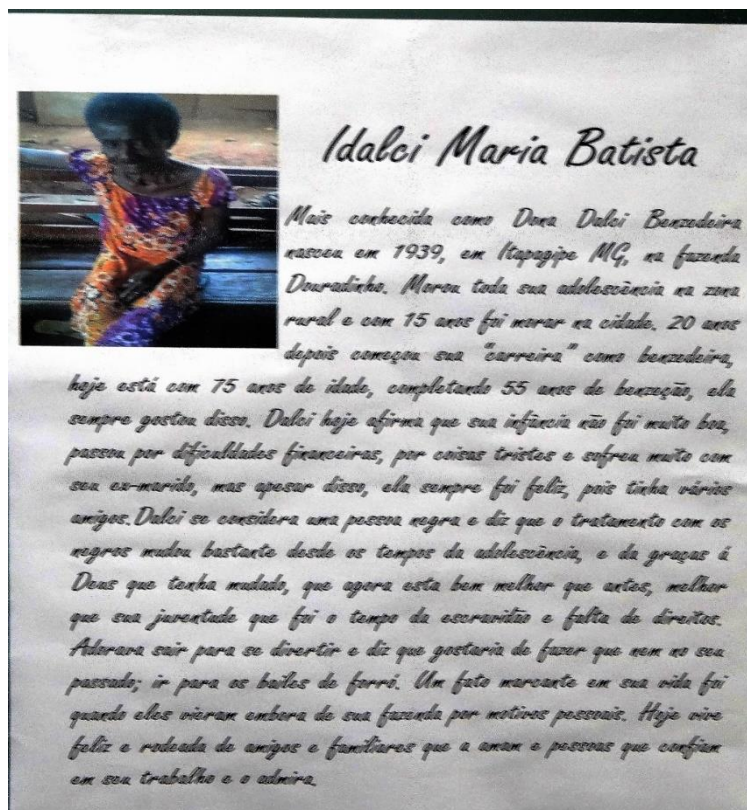 Idalci Maria Batista
Mais conhecida como Dona Dalci Benzedeira
nasceu em 1939, em Itapagipe MG, na fazenda
Douradinho. Morou toda sua adolescência na zona
rural e com 15 anos foi morar na cidade. 20 anos
depois começou sua "carreira" como benzedeira,
hoje está com 75 anos de idade, completando 55 anos de benzeção, ela
sempre gostou disso. Dalci hoje afirma que sua infância não foi muito boa,
passou por dificuldades financeiras, por coisas tristes e sofreu muito com
seu ex-marido, mas apesar disso, ela sempre foi feliz, pois tinha vários
amigos. Dalci se considera uma pessoa negra e diz que o tratamento com os
negros mudou bastante desde os tempos da adolescência, e da graças á
Deus que tenha mudado, que agora esta bem melhor que antes, melhor
que sua juventude que foi o tempo da escravidão e falta de direitos.
Adorara sair para se divertir e diz que gostaria de fazer que nem no seu
passado; ir para os bailes de forró. Um fato marcante em sua vida foi
quando eles vieram embora de sua fazenda por motivos pessoais. Hoje vive
feliz e rodeada de amigos e familiares que a amam e pessoas que confiam
em seu trabalho e o admira.